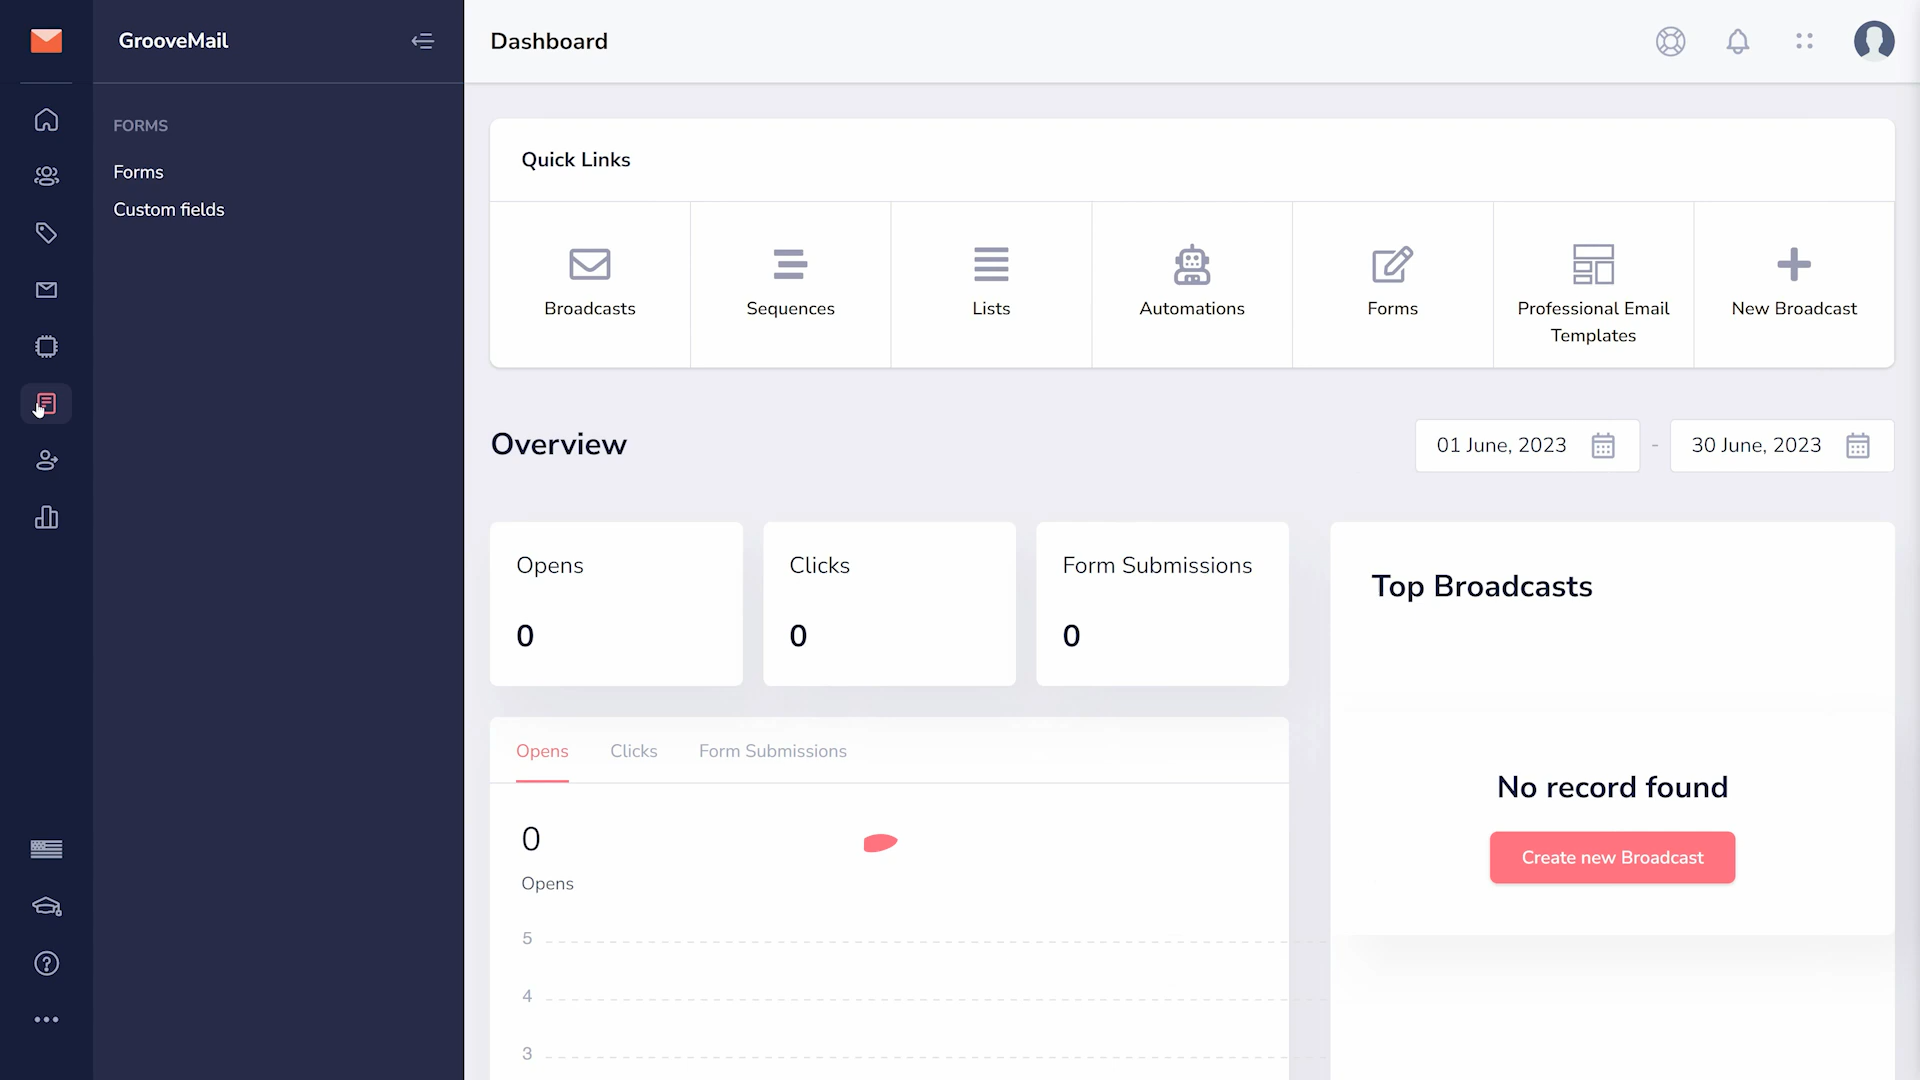 GrooveMail
Dashboard
FORMS
Forms
Custom fields
Quick Links
Broadcasts
Sequences
Lists
Automations
Forms
Professional Email
Templates
New Broadcast
Overview
01 June, 2023
-
30 June, 2023
Opens
0
Clicks
0
Form Submissions
0
Top Broadcasts
No record found
Create new Broadcast
Opens
Clicks
Form Submissions
0
Opens
5
4
3